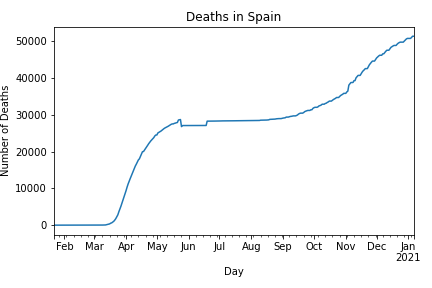 Deaths in Spain
Number of Deaths
50000
40000
30000
20000
10000
0
Feb Mar Apr May Jun Jul Aug Sep Oct Nov Dec Jan
2021
Day